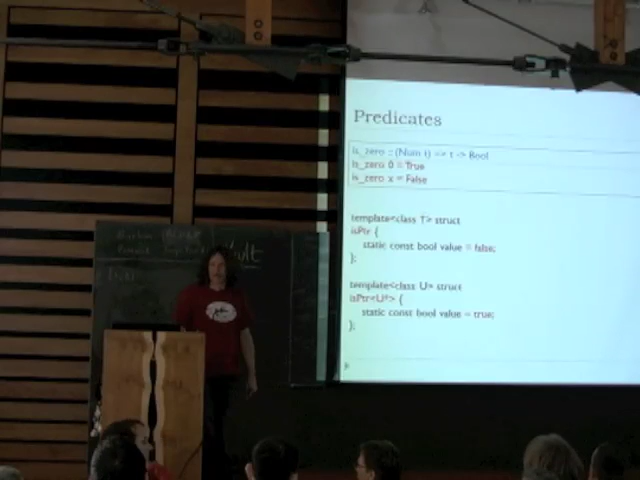 Predicates
is_zero :: (Num t) => t -> Bool
is_zero 0 = True
is_zero x = False
template<class T> struct
isPtr {
static const bool value = false;
};
template<class U> struct
isPtr<U*> {
static const bool value = true;
};